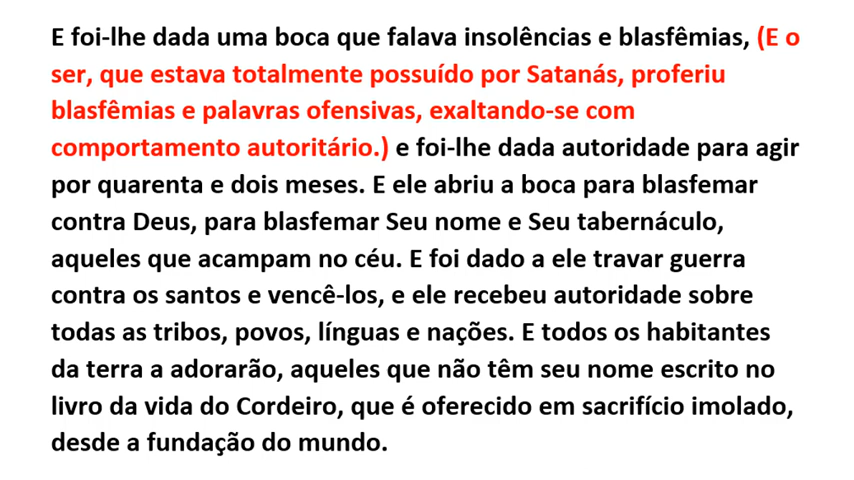 E foi-lhe dada uma boca que falava insolências e blasfêmias, (E o
ser, que estava totalmente possuído por Satanás, proferiu
blasfêmias e palavras ofensivas, exaltando-se com
comportamento autoritário.) e foi-lhe dada autoridade para agir
por quarenta e dois meses. E ele abriu a boca para blasfemar
contra Deus, para blasfemar Seu nome e Seu tabernáculo,
aqueles que acampam no céu. E foi dado a ele travar guerra
contra os santos e vencê-los, e ele recebeu autoridade sobre
todas as tribos, povos, línguas e nações. E todos os habitantes
da terra a adorarão, aqueles que não têm seu nome escrito no
livro da vida do Cordeiro, que é oferecido em sacrifício imolado,
desde a fundação do mundo.